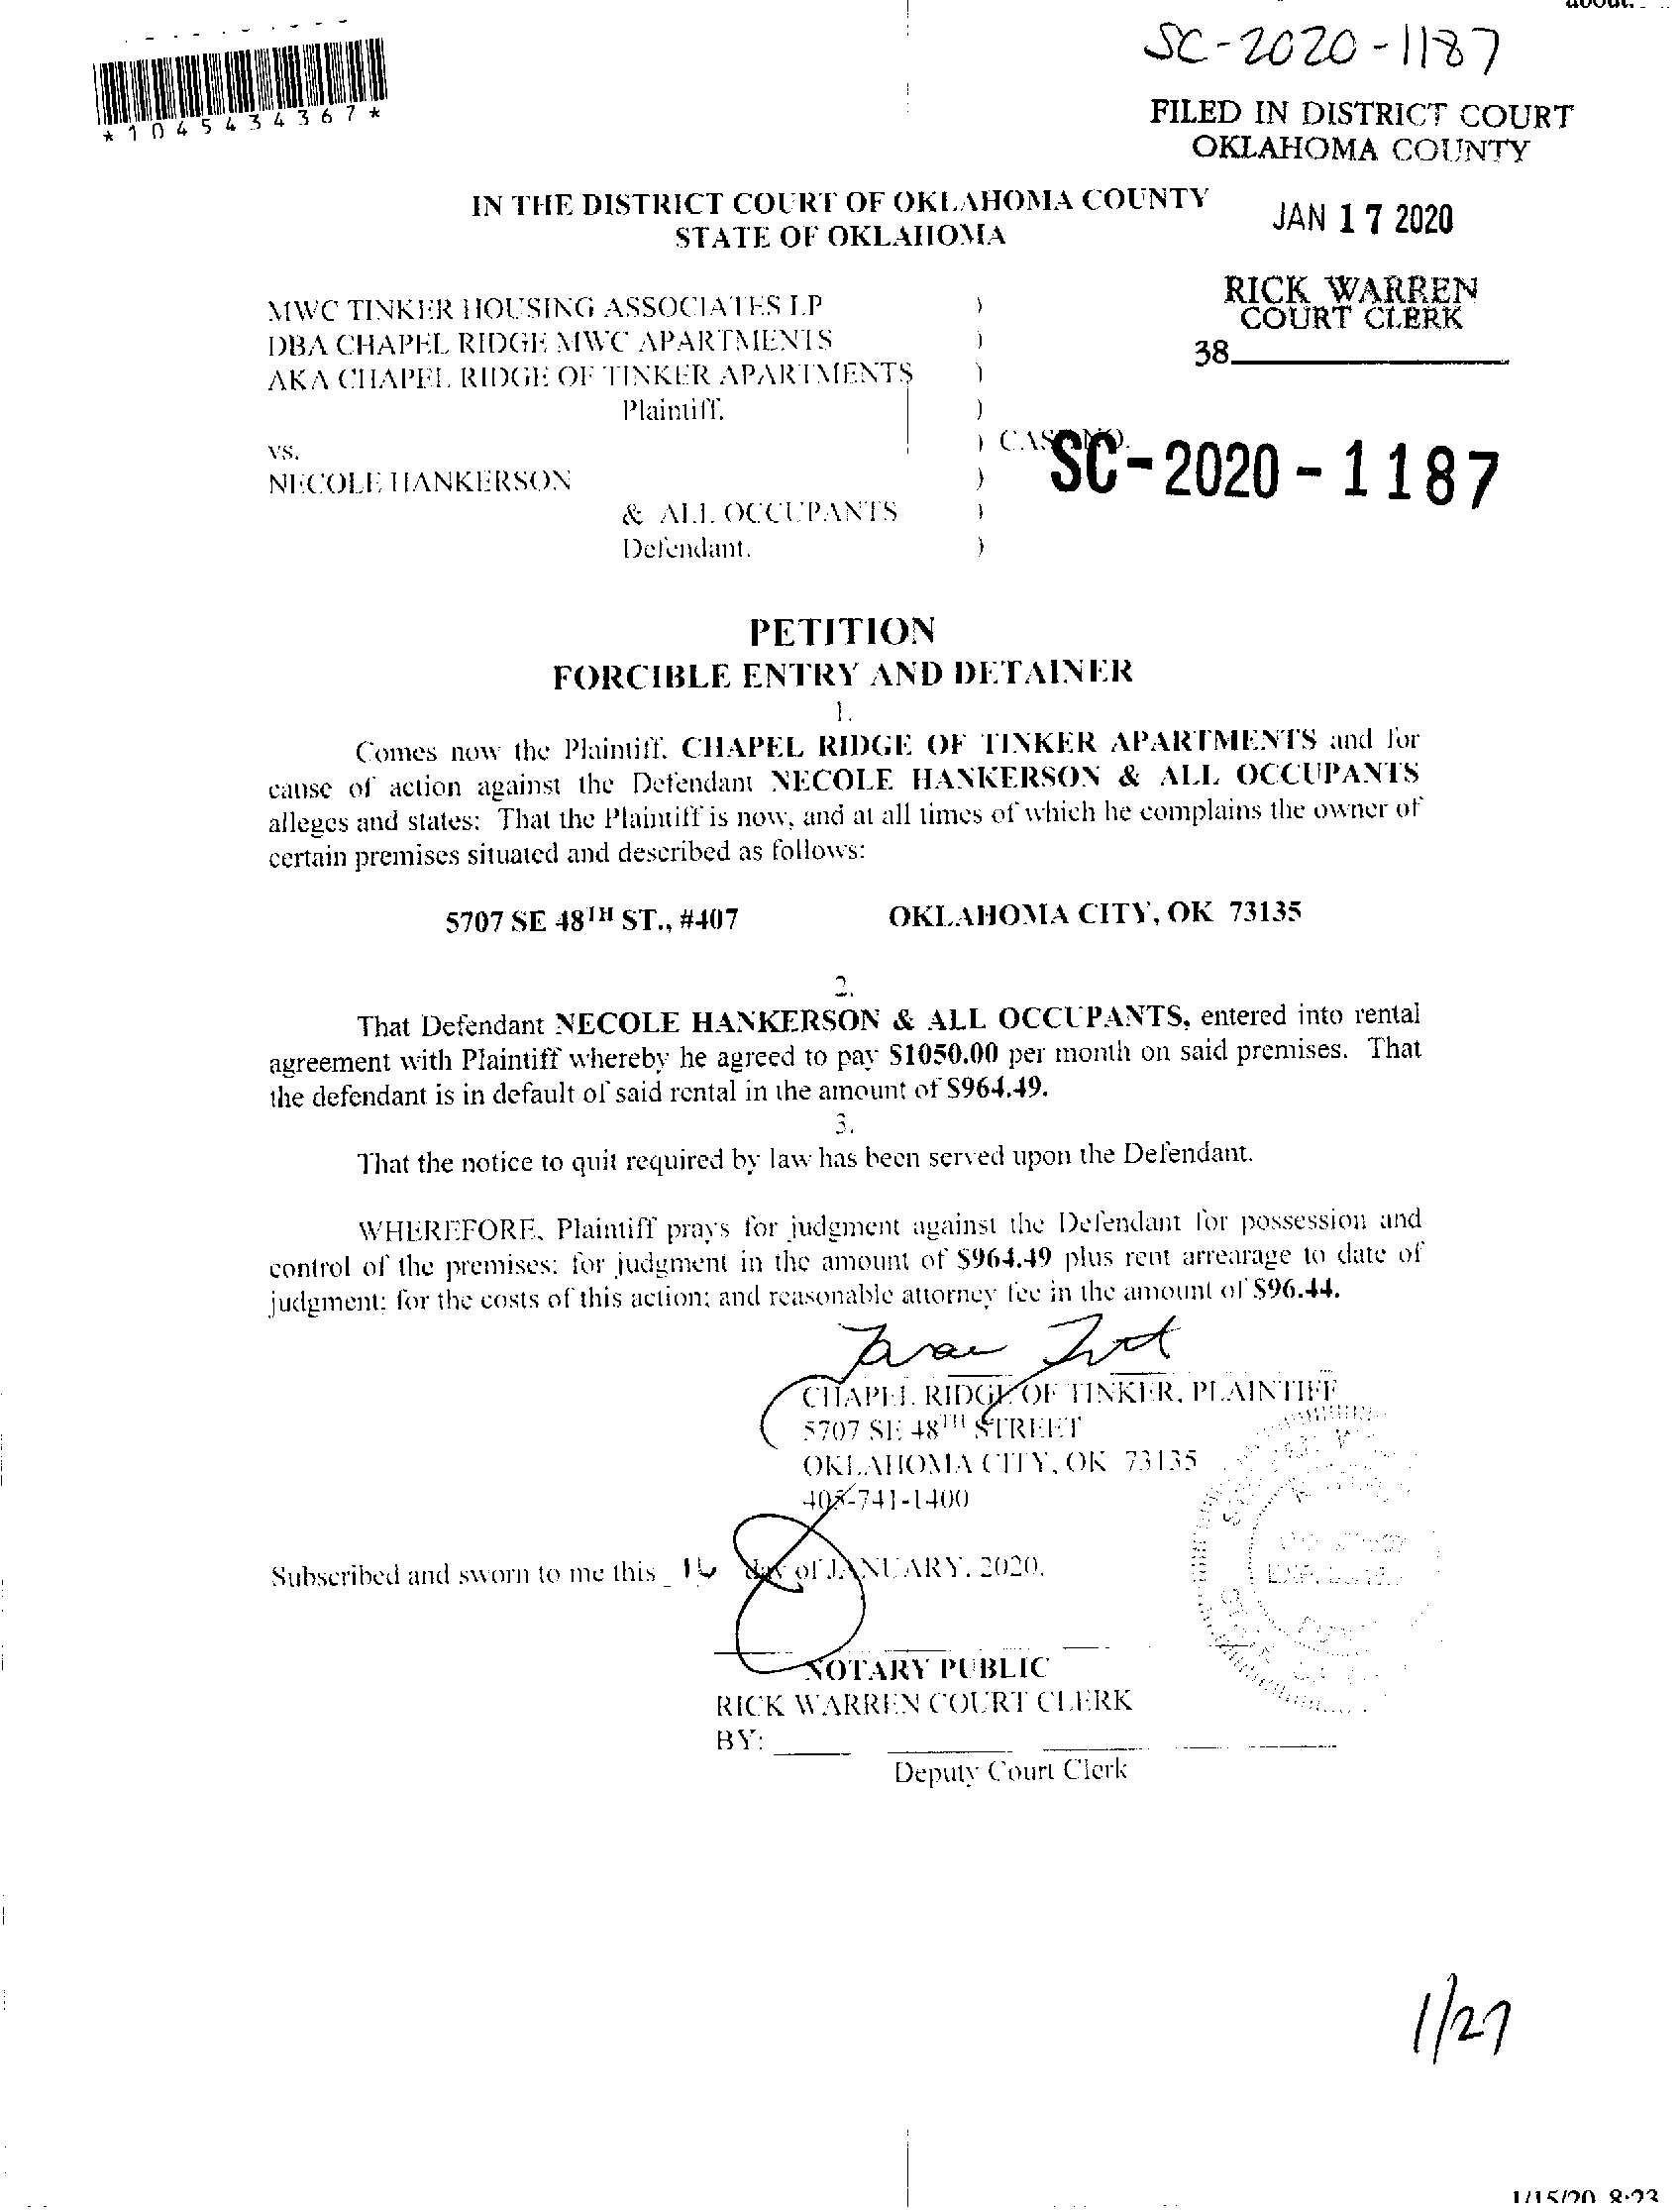 SC-2020-1187
*1045434367*
FILED IN DISTRICT COURT
OKLAHOMA COUNTY
IN THE DISTRICT COURT OF OKLAHOMA COUNTY
STATE OF OKLAHOMA
JAN 17 2020
RICK WARREN
COURT CLERK
38
MWC TINKER HOUSING ASSOCIATES LP )
DBA CHAPEL RIDGE MWC APARTMENTS )
AKA CHAPEL RIDGE OF TINKER APARTMENTS )
Plaintiff, )
vs. ) CASE NO. SC-2020-1187
NECOLE HANKERSON )
& ALL OCCUPANTS )
Defendant. )
PETITION
FORCIBLE ENTRY AND DETAINER
1.
Comes now the Plaintiff, CHAPEL RIDGE OF TINKER APARTMENTS and for
cause of action against the Defendant NECOLE HANKERSON & ALL OCCUPANTS
alleges and states: That the Plaintiff is now, and at all times of which he complains the owner of
certain premises situated and described as follows:
5707 SE 48TH ST., #407 OKLAHOMA CITY, OK 73135
2.
That Defendant NECOLE HANKERSON & ALL OCCUPANTS, entered into rental
agreement with Plaintiff whereby he agreed to pay $1050.00 per month on said premises. That
the defendant is in default of said rental in the amount of $964.49.
3.
That the notice to quit required by law has been served upon the Defendant.
WHEREFORE, Plaintiff prays for judgment against the Defendant for possession and
control of the premises; for judgment in the amount of $964.49 plus rent arrearage to date of
judgment; for the costs of this action; and reasonable attorney fee in the amount of $96.44.
CHAPEL RIDGE OF TINKER, PLAINTIFF
5707 SE 48TH STREET
OKLAHOMA CITY, OK 73135
405-741-1400
Subscribed and sworn to me this 16 day of JANUARY, 2020.
NOTARY PUBLIC
RICK WARREN COURT CLERK
BY:
Deputy Court Clerk
1/27
1/15/20 8:23